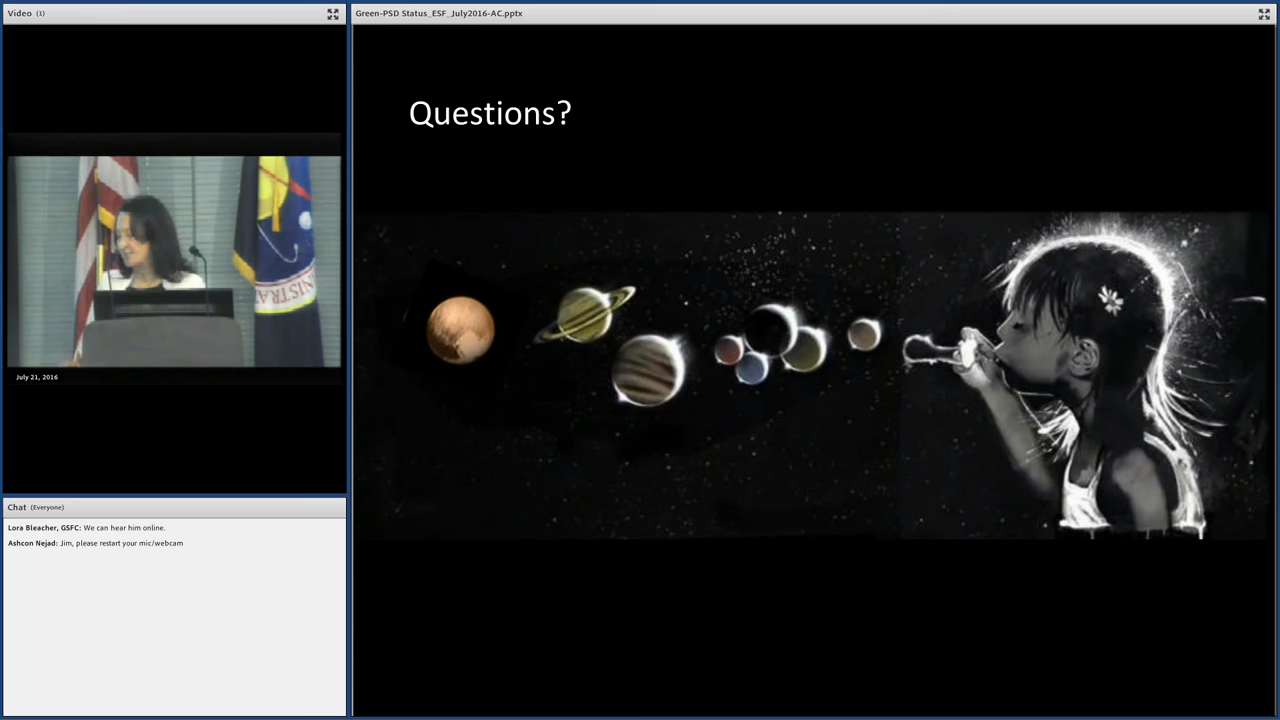 Video (1)
Green-PSD Status_ESF_July2016-AC.pptx
Questions?
INISTRA
July 21, 2016
Chat (Everyone)
Lora Bleacher, GSFC: We can hear him online.
Ashcon Nejad: Jim, please restart your mic/webcam